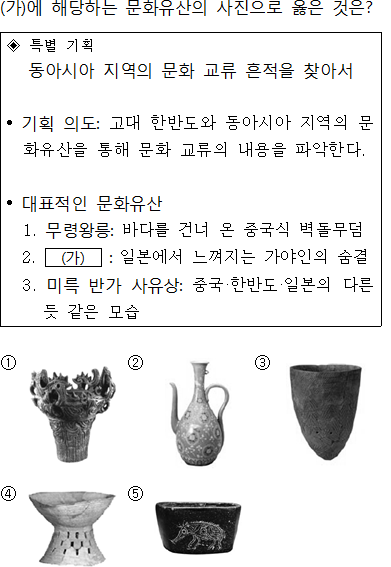 (가)에 해당하는 문화유산의 사진으로 옳은 것은?
◈ 특별 기획
동아시아 지역의 문화 교류 흔적을 찾아서
• 기획 의도: 고대 한반도와 동아시아 지역의 문
화유산을 통해 문화 교류의 내용을 파악한다.
• 대표적인 문화유산
1. 무령왕릉: 바다를 건너 온 중국식 벽돌무덤
2. (가) : 일본에서 느껴지는 가야인의 숨결
3. 미륵 반가 사유상: 중국·한반도·일본의 다른
듯 같은 모습
① ② ③
④ ⑤